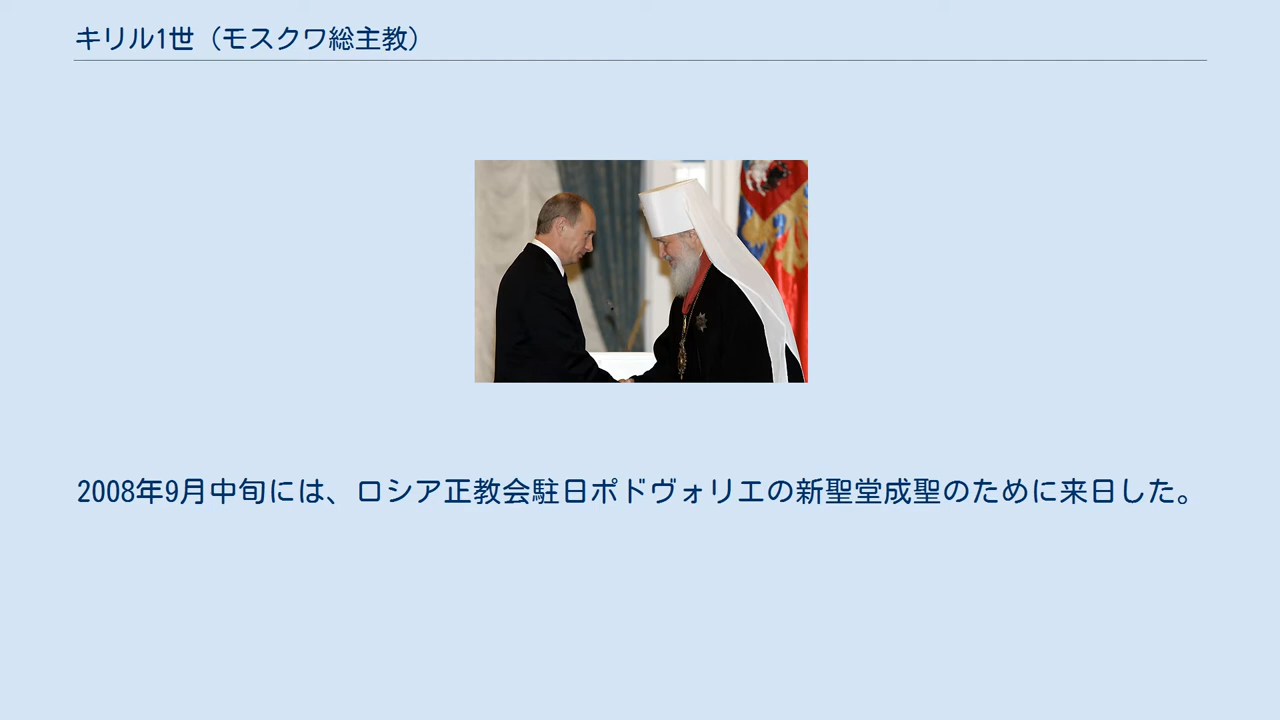 キリル1世（モスクワ総主教）
2008年9月中旬には、ロシア正教会駐日ポドヴォリエの新聖堂成聖のために来日した。